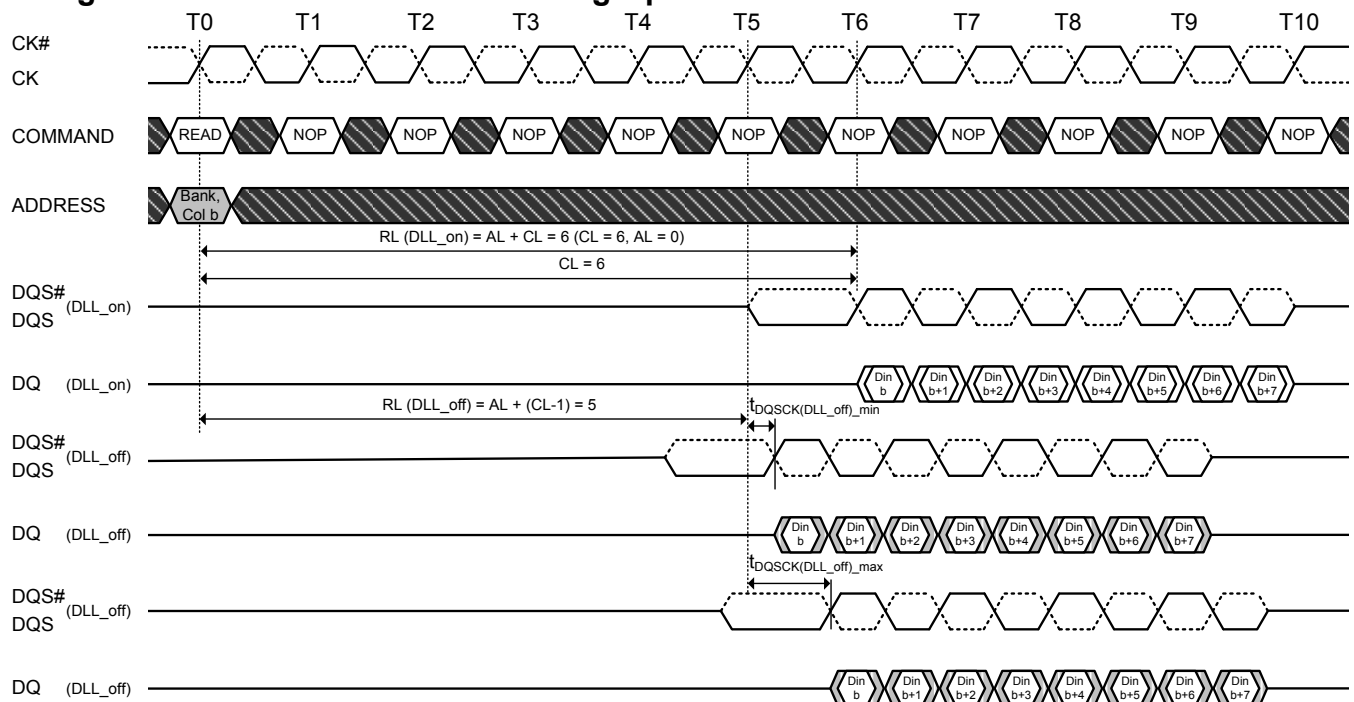 T0 T1 T2 T3 T4 T5 T6 T7 T8 T9 T10
CK#
CK
COMMAND READ NOP NOP NOP NOP NOP NOP NOP NOP NOP NOP
ADDRESS Bank, Col b
RL (DLL_on) = AL + CL = 6 (CL = 6, AL = 0)
CL = 6
DQS# (DLL_on)
DQS
DQ (DLL_on) Din b Din b+1 Din b+2 Din b+3 Din b+4 Din b+5 Din b+6 Din b+7
RL (DLL_off) = AL + (CL-1) = 5 tDQSCK(DLL_off)_min
DQS# (DLL_off)
DQS
DQ (DLL_off) Din b Din b+1 Din b+2 Din b+3 Din b+4 Din b+5 Din b+6 Din b+7
tDQSCK(DLL_off)_max
DQS# (DLL_off)
DQS
DQ (DLL_off) Din b Din b+1 Din b+2 Din b+3 Din b+4 Din b+5 Din b+6 Din b+7